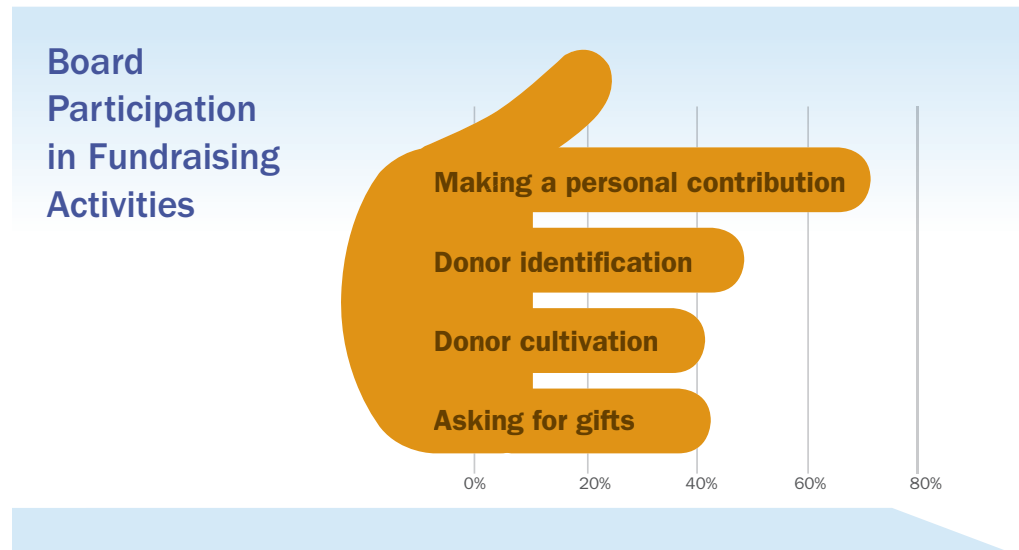 Board
Participation
in Fundraising
Activities
Making a personal contribution
Donor identification
Donor cultivation
Asking for gifts
0% 20% 40% 60% 80%